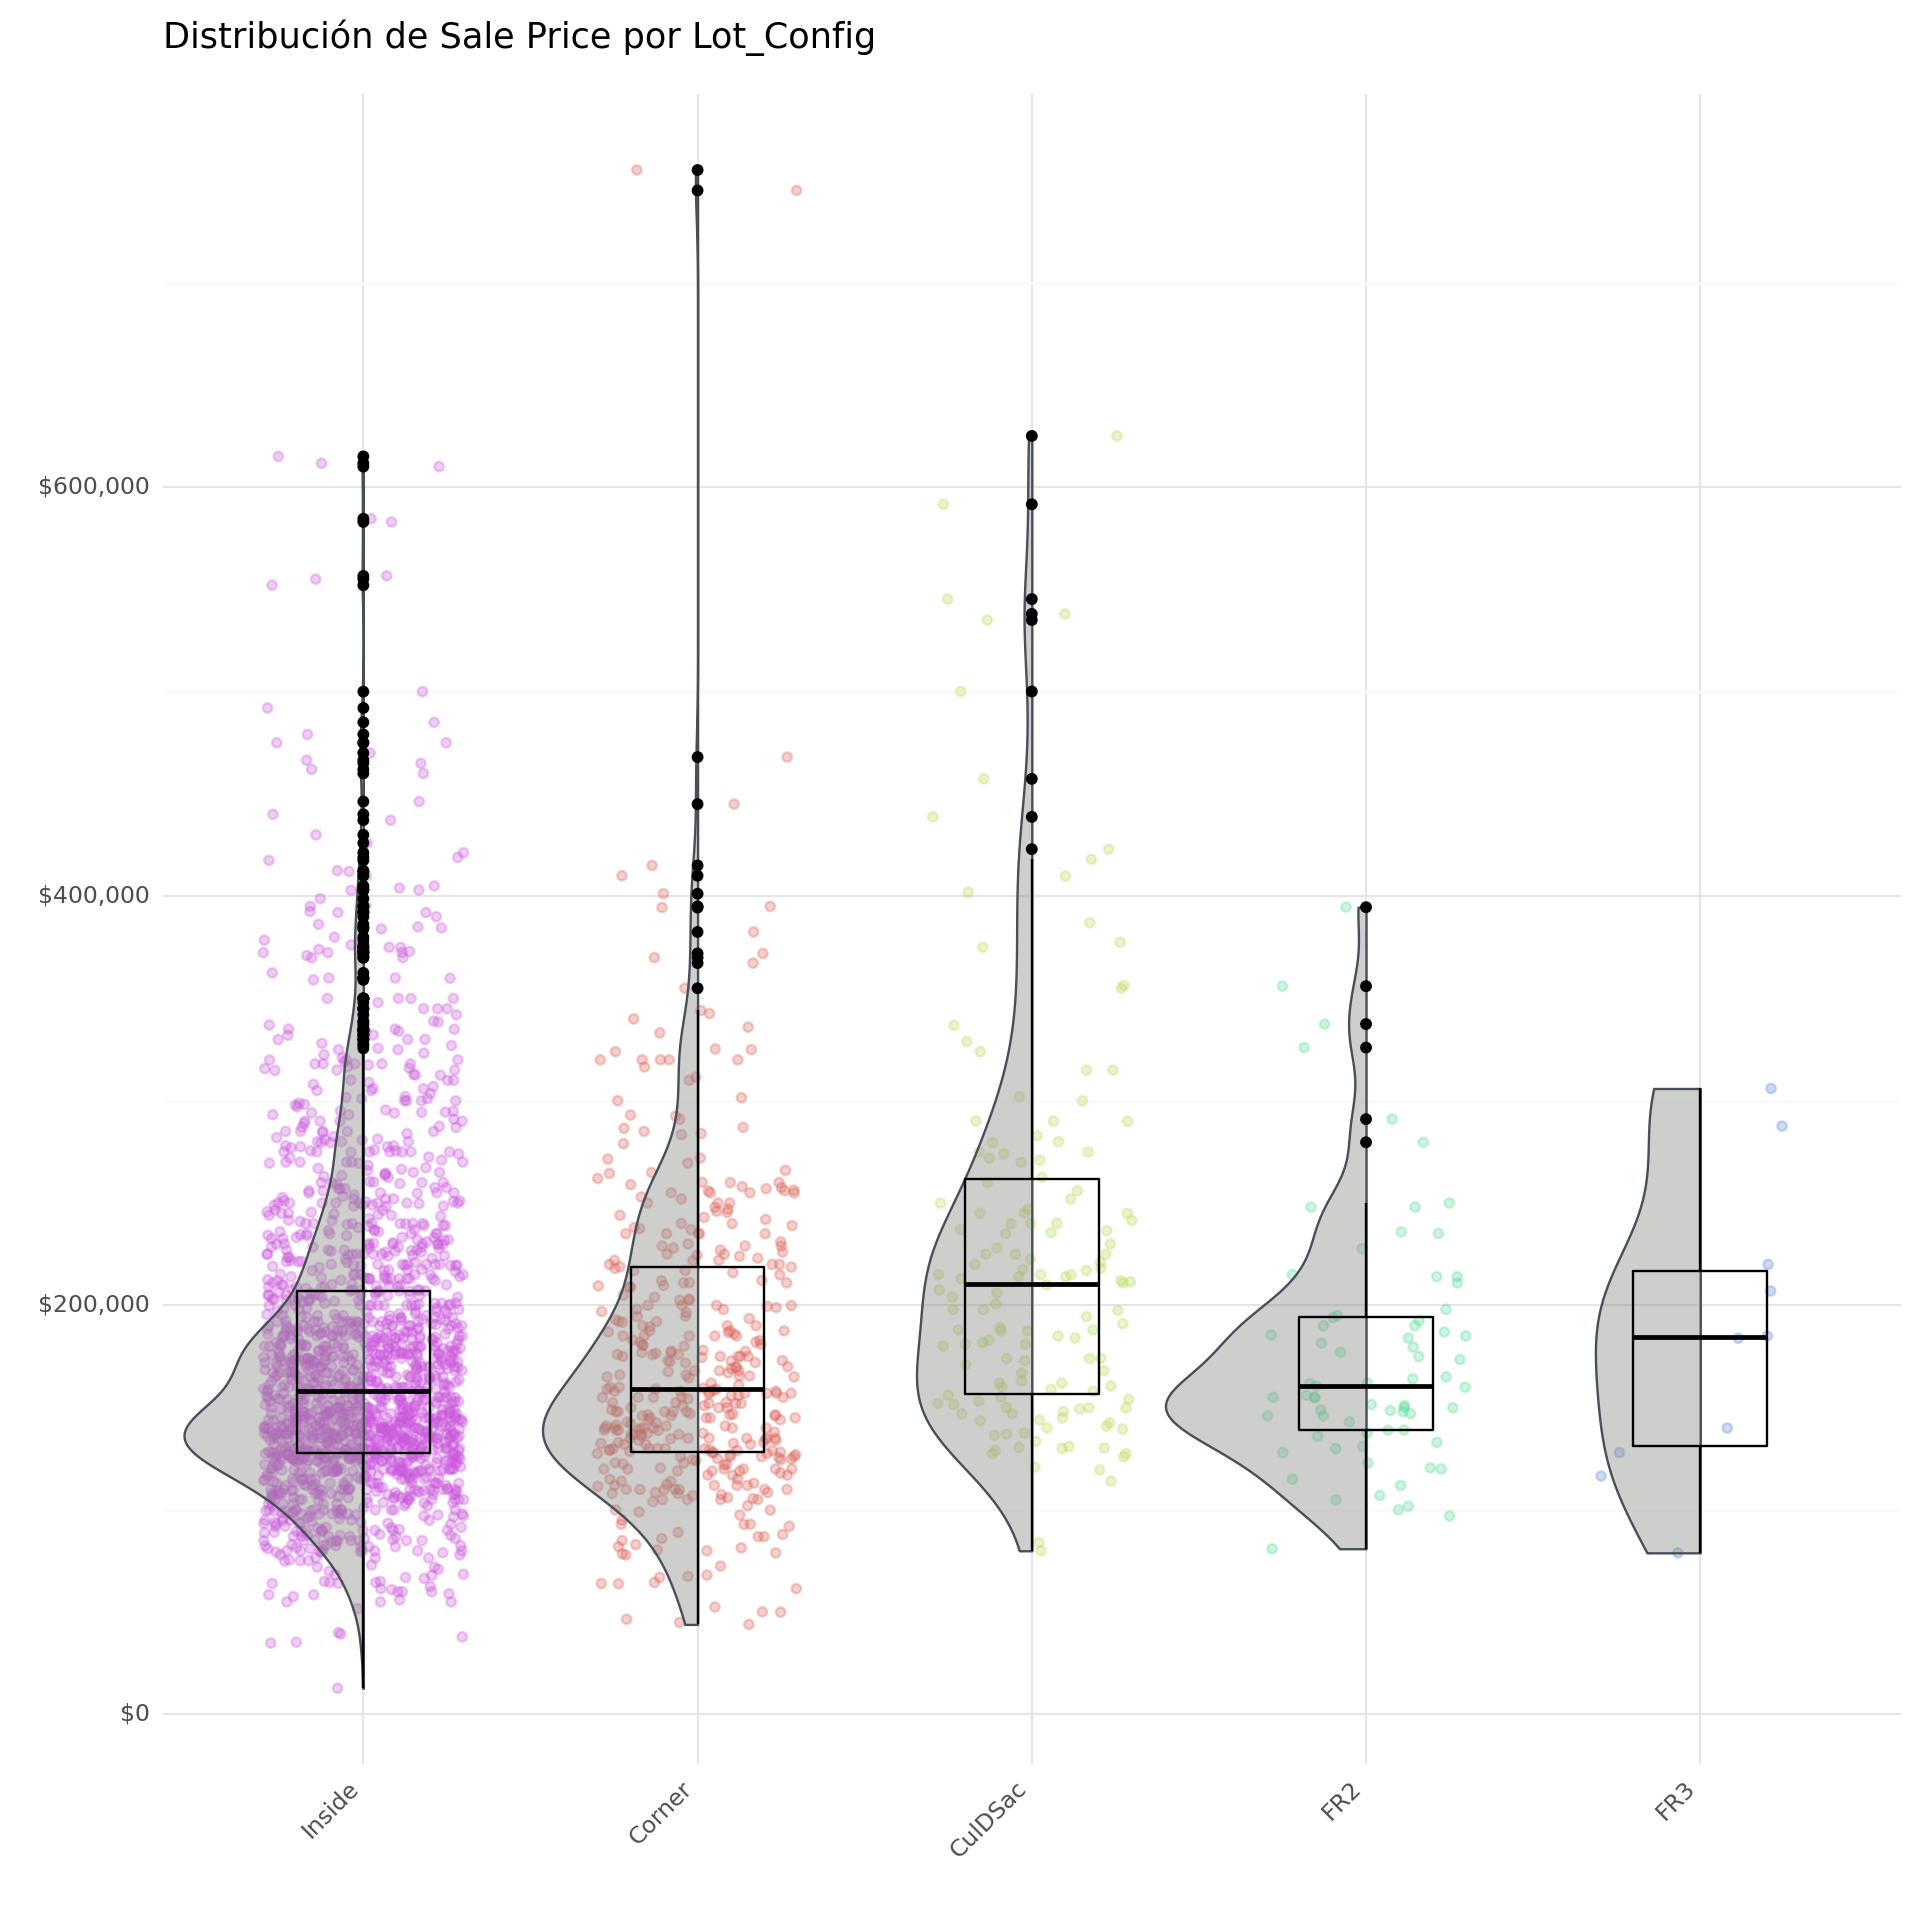 Distribución de Sale Price por Lot_Config
$600,000
$400,000
$200,000
$0
Inside
Corner
CulDSac
FR2
FR3